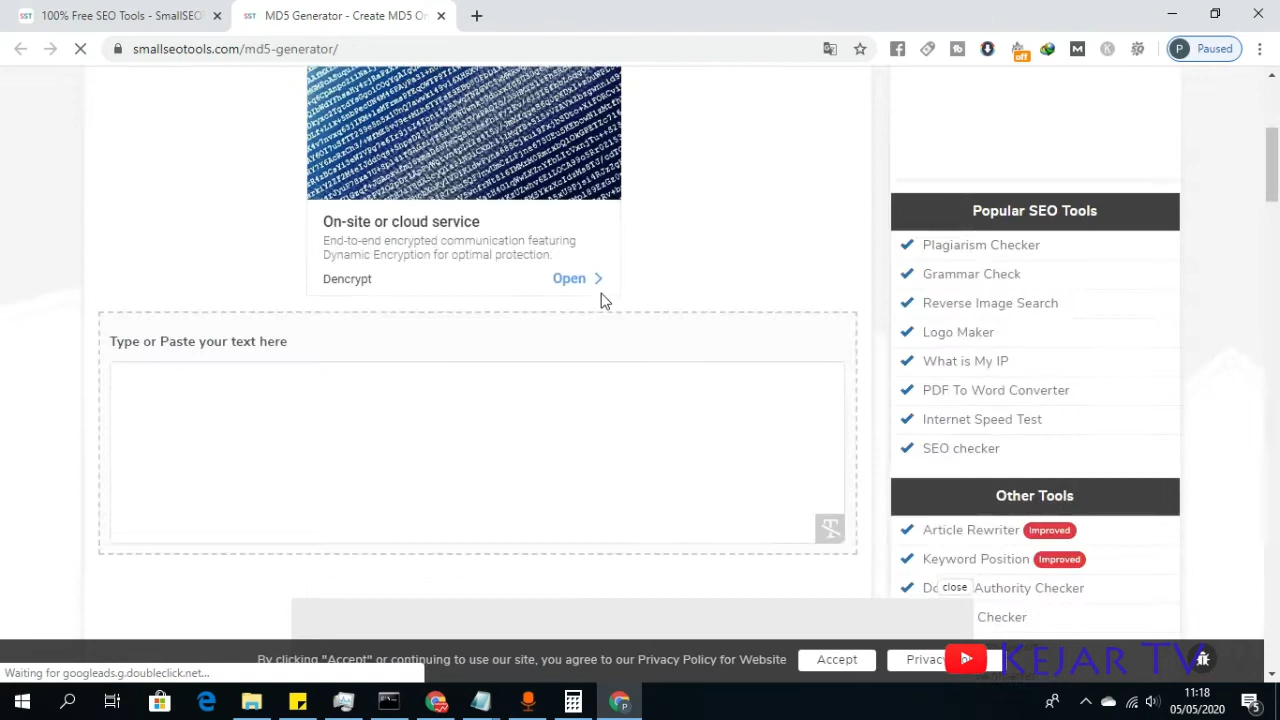 100% Free SEO Tools - SmallSEO
MD5 Generator - Create MD5 On
smallseotools.com/md5-generator/
off
M
K
P
Paused
On-site or cloud service
End-to-end encrypted communication featuring
Dynamic Encryption for optimal protection.
Dencrypt
Open
Type or Paste your text here
Popular SEO Tools
Plagiarism Checker
Grammar Check
Reverse Image Search
Logo Maker
What is My IP
PDF To Word Converter
Internet Speed Test
SEO checker
Other Tools
Article Rewriter Improved
Keyword Position Improved
Authority Checker
close
Checker
By clicking "Accept" or continuing to use our site, you agree to our Privacy Policy for Website
Accept
KEJAR TV
Waiting for googleads.g.doubleclick.net...
11:18
05/05/2020
5